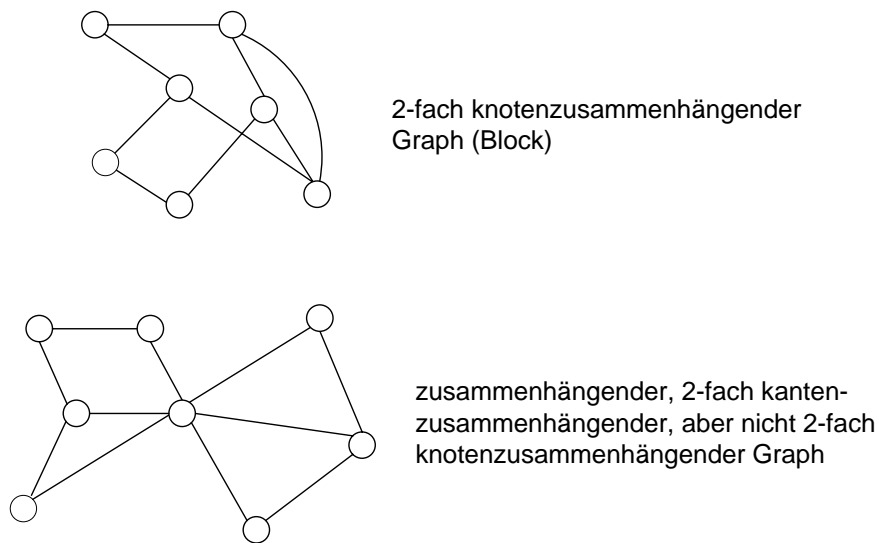 2-fach knotenzusammenhängender
Graph (Block)
zusammenhängender, 2-fach kanten-
zusammenhängender, aber nicht 2-fach
knotenzusammenhängender Graph